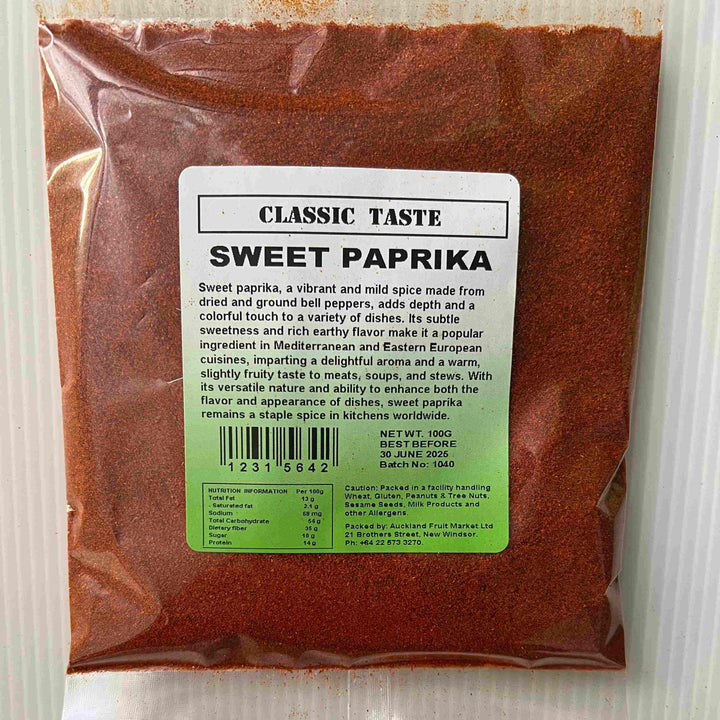 CLASSIC TASTE
SWEET PAPRIKA
Sweet paprika, a vibrant and mild spice made from
dried and ground bell peppers, adds depth and a
colorful touch to a variety of dishes. Its subtle
sweetness and rich earthy flavor make it a popular
ingredient in Mediterranean and Eastern European
cuisines, imparting a delightful aroma and a warm,
slightly fruity taste to meats, soups, and stews. With
its versatile nature and ability to enhance both the
flavor and appearance of dishes, sweet paprika
remains a staple spice in kitchens worldwide.
1231 5642
NET WT. 100G
BEST BEFORE
30 JUNE 2025
Batch No: 1040
NUTRITION INFORMATION Per 100g
Total Fat 13 g
- Saturated fat 2.1 g
Sodium 68 mg
Total Carbohydrate 54 g
Dietary fiber 35 g
Sugar 10 g
Protein 14 g
Caution: Packed in a facility handling
Wheat, Gluten, Peanuts & Tree Nuts,
Sesame Seeds, Milk Products and
other Allergens.
Packed by: Auckland Fruit Market Ltd
21 Brothers Street, New Windsor.
Ph: +64 22 573 3270.